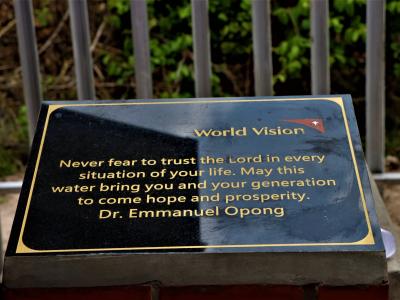 World Vision
Never fear to trust the Lord in every
situation of your life. May this
water bring you and your generation
to come hope and prosperity.
Dr. Emmanuel Opong